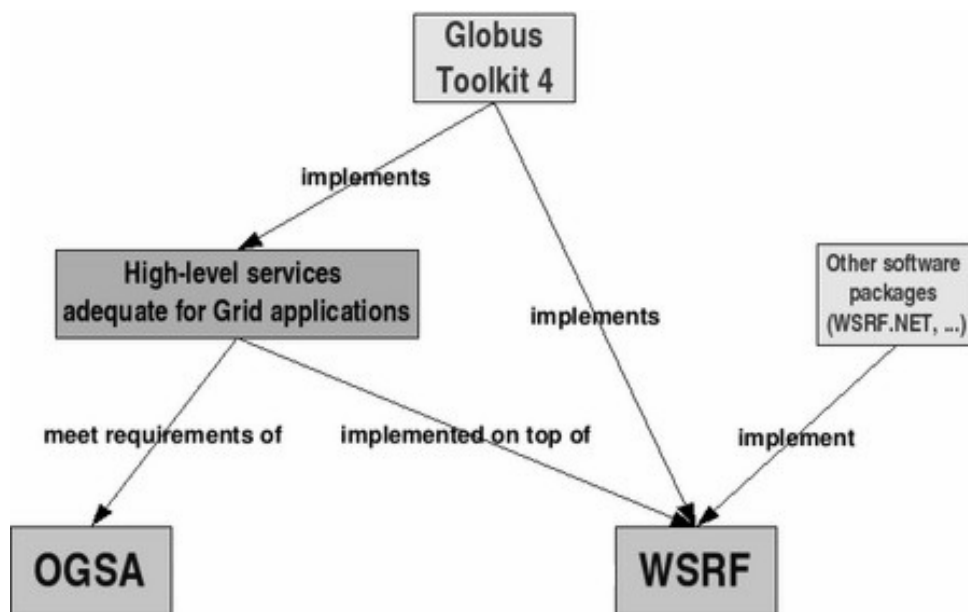 Globus
Toolkit 4
implements
High-level services
adequate for Grid applications
Other software
packages
(WSRF.NET, ...)
implements
meet requirements of
implemented on top of
implement
OGSA
WSRF